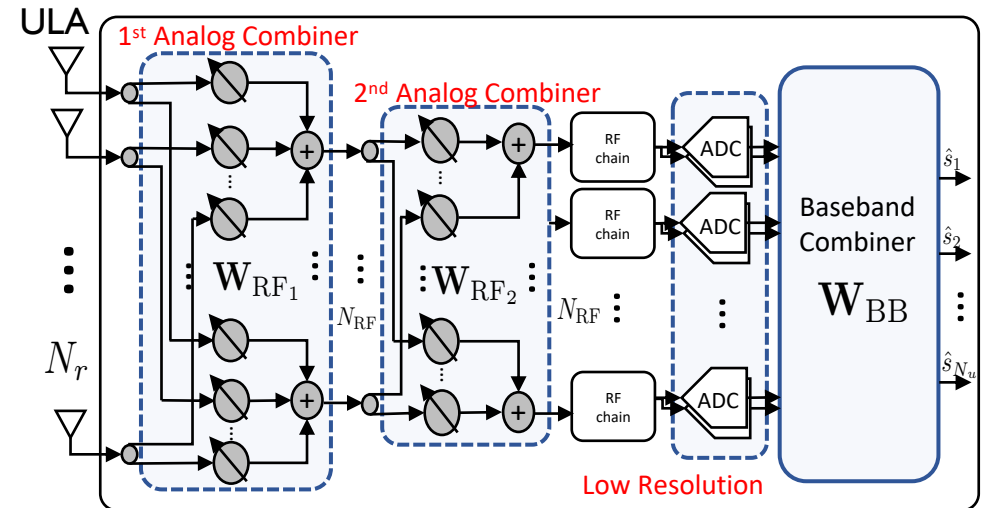 ULA
1st Analog Combiner
2nd Analog Combiner
N_r
W_RF1
N_RF
W_RF2
N_RF
RF
chain
RF
chain
RF
chain
ADC
ADC
ADC
Low Resolution
Baseband
Combiner
W_BB
ŝ_1
ŝ_2
ŝ_Nu
+
+
+
+